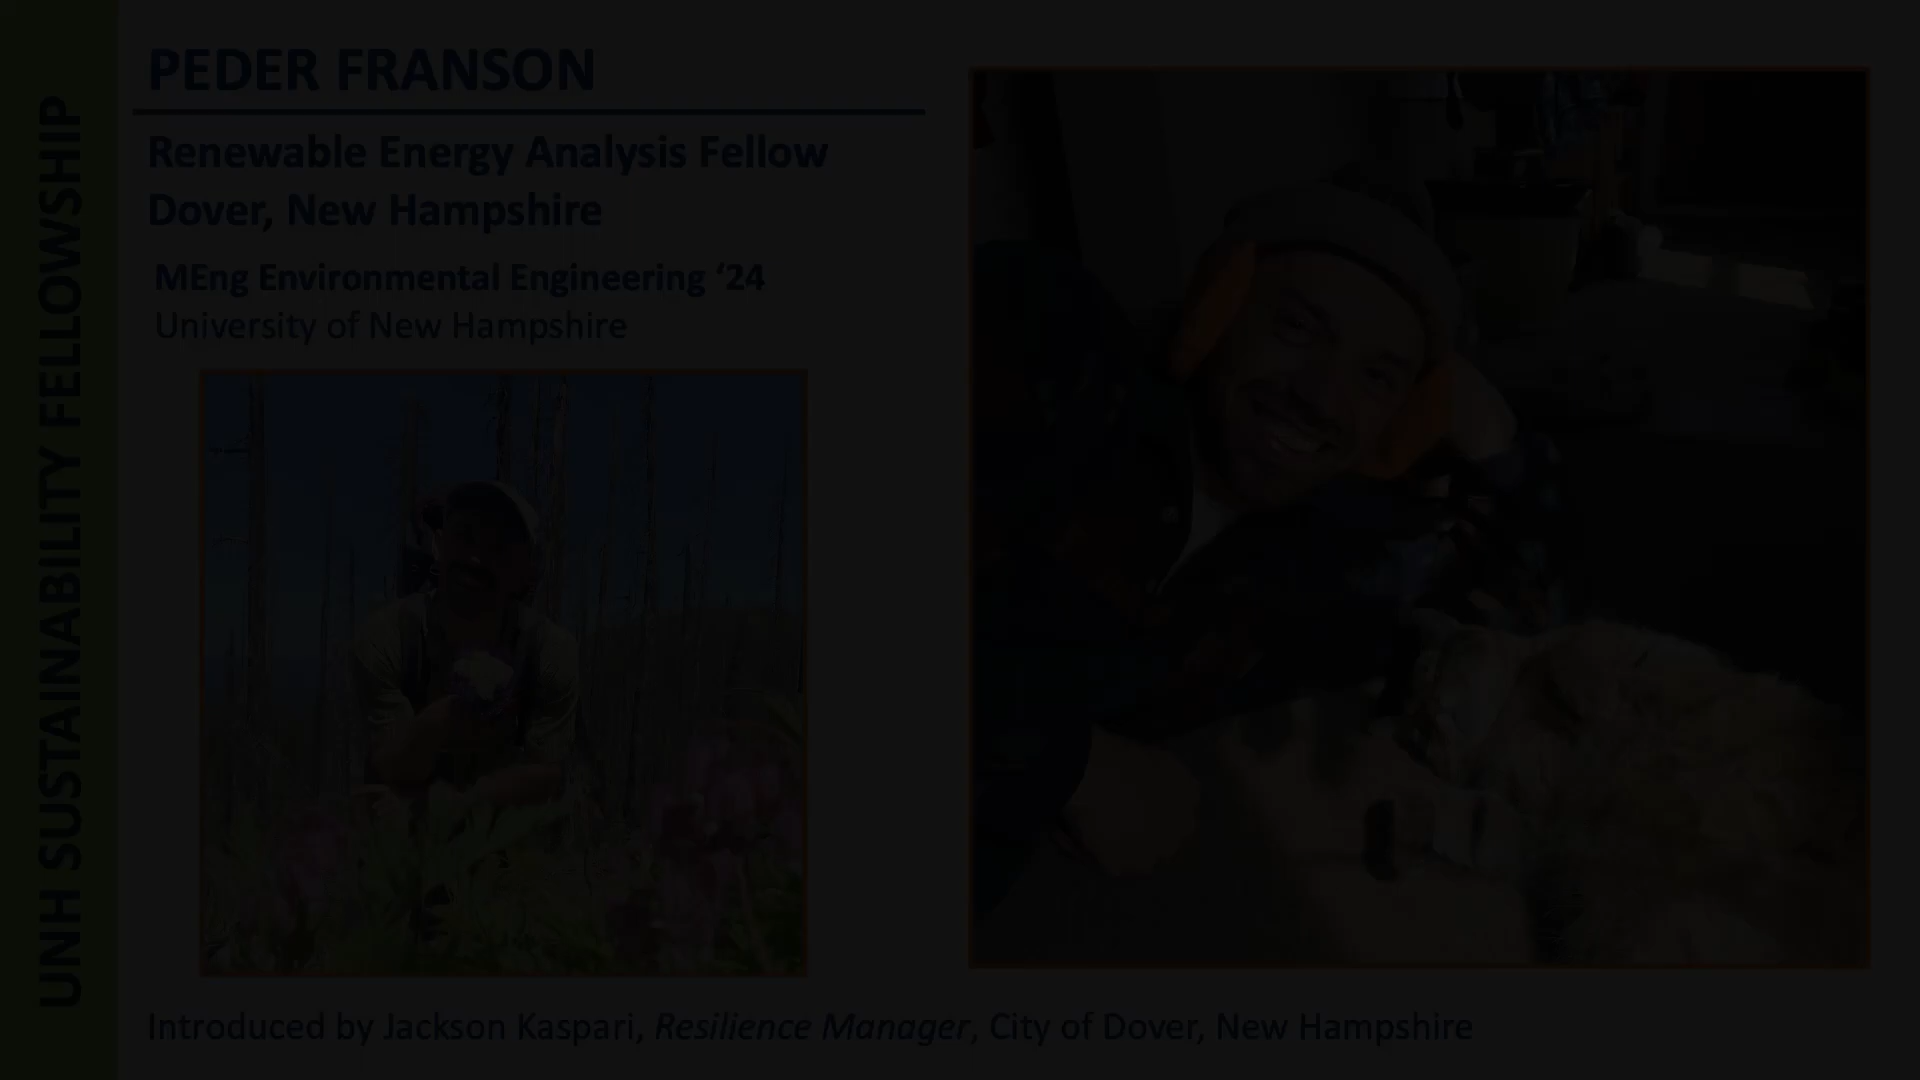 UNH SUSTAINABILITY FELLOWSHIP
PEDER FRANSON
Renewable Energy Analysis Fellow
Dover, New Hampshire
MEng Environmental Engineering ‘24
University of New Hampshire
Introduced by Jackson Kaspari, Resilience Manager, City of Dover, New Hampshire